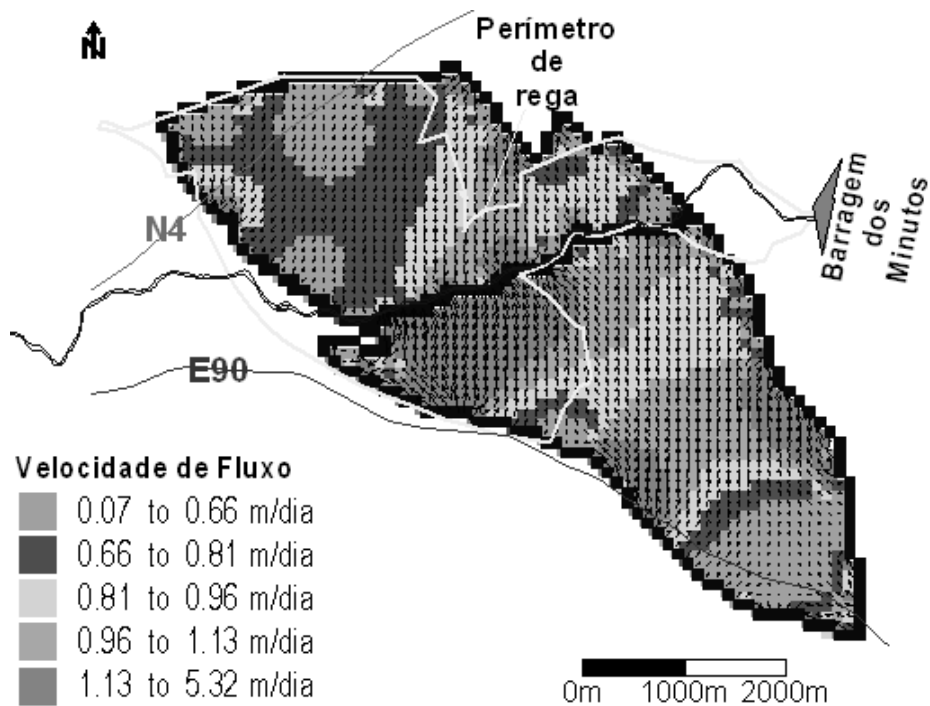 N
Perímetro
de
rega
N4
Barragem
dos
Minutos
E90
Velocidade de Fluxo
0.07 to 0.66 m/dia
0.66 to 0.81 m/dia
0.81 to 0.96 m/dia
0.96 to 1.13 m/dia
1.13 to 5.32 m/dia
0m 1000m 2000m